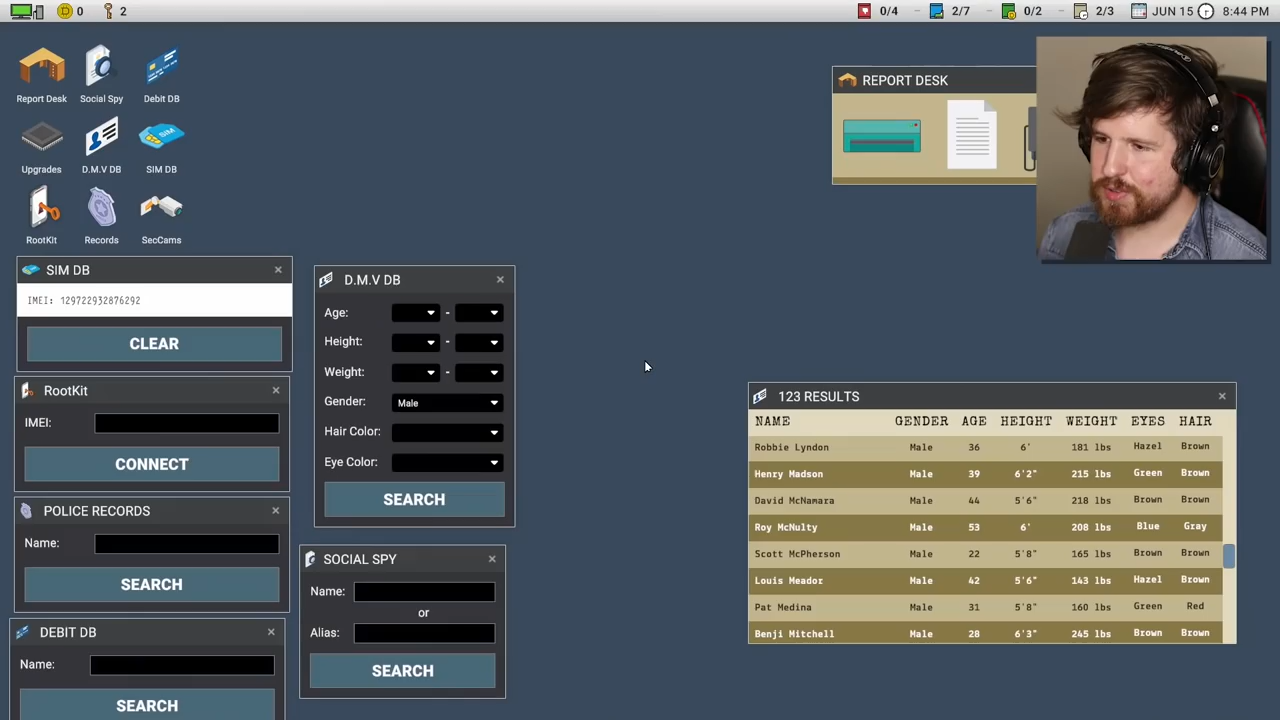 0
2
0/4
2/7
0/2
2/3
JUN 15
8:44 PM
Report Desk
Social Spy
Debit DB
Upgrades
D.M.V DB
SIM
SIM DB
RootKit
Records
SecCams
REPORT DESK
SIM DB
IMEI: 129722932876292
CLEAR
RootKit
IMEI:
CONNECT
POLICE RECORDS
Name:
SEARCH
DEBIT DB
Name:
SEARCH
D.M.V DB
Age: -
Height: -
Weight: -
Gender: Male
Hair Color:
Eye Color:
SEARCH
SOCIAL SPY
Name:
or
Alias:
SEARCH
123 RESULTS
NAME GENDER AGE HEIGHT WEIGHT EYES HAIR
Robbie Lyndon Male 36 6' 181 lbs Hazel Brown
Henry Madson Male 39 6'2" 215 lbs Green Brown
David McNamara Male 44 5'6" 218 lbs Brown Brown
Roy McNulty Male 53 6' 208 lbs Blue Gray
Scott McPherson Male 22 5'8" 165 lbs Brown Brown
Louis Meador Male 42 5'6" 143 lbs Hazel Brown
Pat Medina Male 31 5'8" 160 lbs Green Red
Benji Mitchell Male 28 6'3" 245 lbs Brown Brown